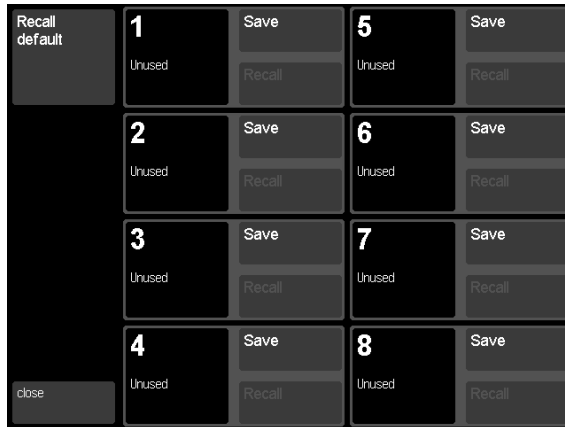 Recall
default
1
Save
Unused
Recall
5
Save
Unused
Recall
2
Save
Unused
Recall
6
Save
Unused
Recall
3
Save
Unused
Recall
7
Save
Unused
Recall
4
Save
Unused
Recall
8
Save
Unused
Recall
close